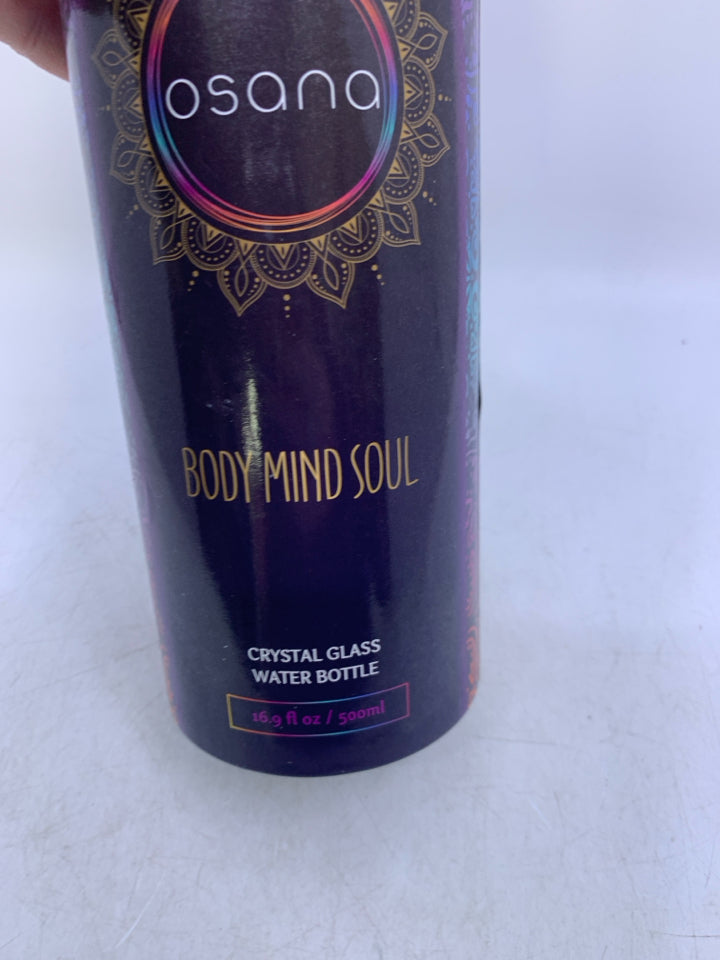 osana
BODY MIND SOUL
CRYSTAL GLASS
WATER BOTTLE
16.9 fl oz / 500ml